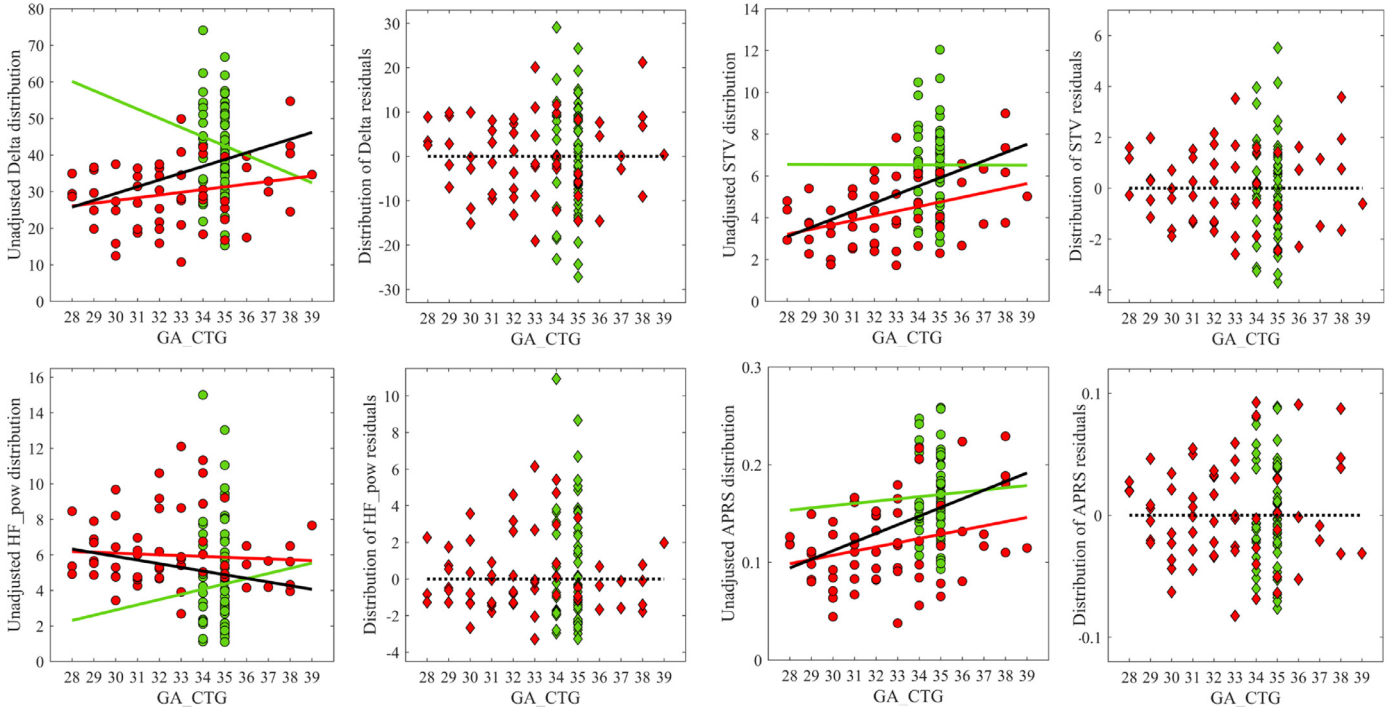 Unadjusted Delta distribution
80
70
60
50
40
30
20
10
0
28 29 30 31 32 33 34 35 36 37 38 39
GA_CTG
Distribution of Delta residuals
30
20
10
0
-10
-20
-30
28 29 30 31 32 33 34 35 36 37 38 39
GA_CTG
Unadjusted STV distribution
14
12
10
8
6
4
2
0
28 29 30 31 32 33 34 35 36 37 38 39
GA_CTG
Distribution of STV residuals
6
4
2
0
-2
-4
28 29 30 31 32 33 34 35 36 37 38 39
GA_CTG
Unadjusted HF_pow distribution
16
14
12
10
8
6
4
2
0
28 29 30 31 32 33 34 35 36 37 38 39
GA_CTG
Distribution of HF_pow residuals
10
8
6
4
2
0
-2
-4
28 29 30 31 32 33 34 35 36 37 38 39
GA_CTG
Unadjusted APRS distribution
0.3
0.2
0.1
0
28 29 30 31 32 33 34 35 36 37 38 39
GA_CTG
Distribution of APRS residuals
0.1
0
-0.1
28 29 30 31 32 33 34 35 36 37 38 39
GA_CTG